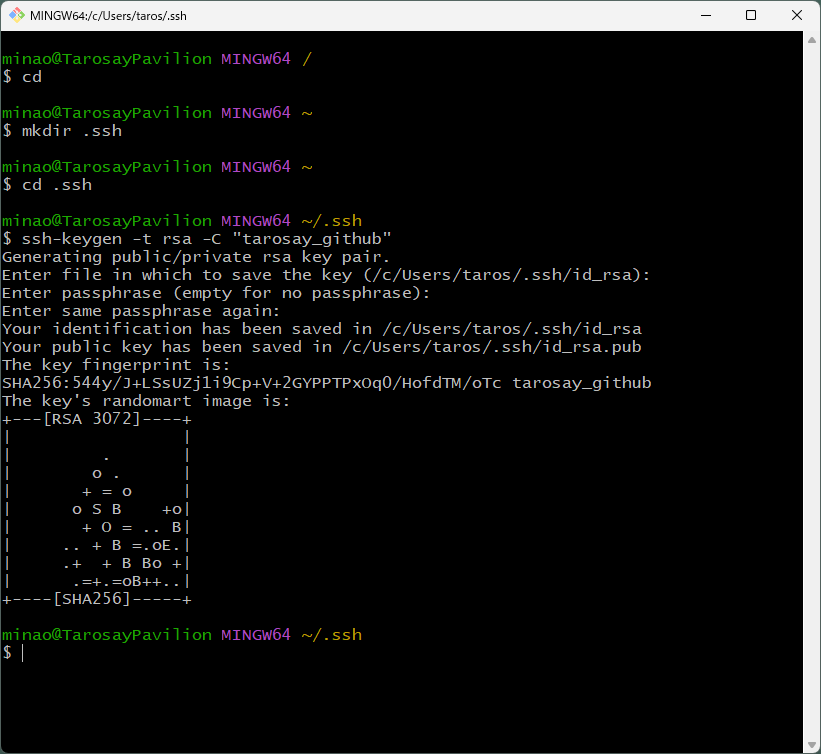 MINGW64:/c/Users/taros/.ssh
minao@TarosayPavilion MINGW64 /
$ cd
minao@TarosayPavilion MINGW64 ~
$ mkdir .ssh
minao@TarosayPavilion MINGW64 ~
$ cd .ssh
minao@TarosayPavilion MINGW64 ~/.ssh
$ ssh-keygen -t rsa -C "tarosay_github"
Generating public/private rsa key pair.
Enter file in which to save the key (/c/Users/taros/.ssh/id_rsa):
Enter passphrase (empty for no passphrase):
Enter same passphrase again:
Your identification has been saved in /c/Users/taros/.ssh/id_rsa
Your public key has been saved in /c/Users/taros/.ssh/id_rsa.pub
The key fingerprint is:
SHA256:544y/J+LSsUZj1i9Cp+V+2GYPPTPxOq0/HofdTM/oTc tarosay_github
The key's randomart image is:
+---[RSA 3072]----+
|                 |
|         .       |
|        o .      |
|       + = o     |
|      o S B    +o|
|       + O = .. B|
|     .. + B =.oE.|
|     .+  + B Bo +|
|      .=+.=oB++..|
+----[SHA256]-----+
minao@TarosayPavilion MINGW64 ~/.ssh
$